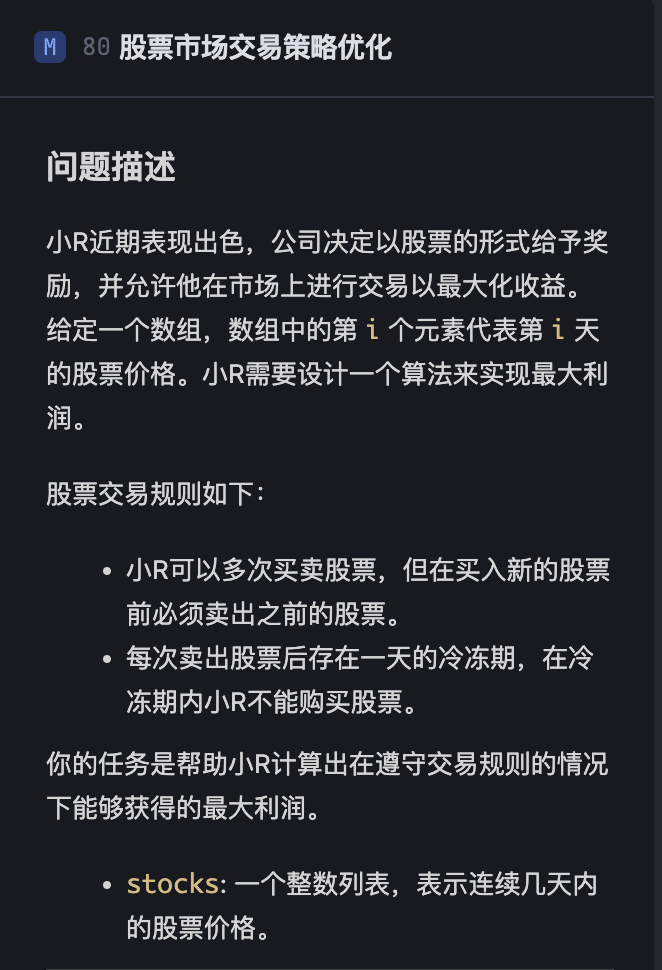 M 80 股票市场交易策略优化
问题描述
小R近期表现出色，公司决定以股票的形式给予奖
励，并允许他在市场上进行交易以最大化收益。
给定一个数组，数组中的第 i 个元素代表第 i 天
的股票价格。小R需要设计一个算法来实现最大利
润。
股票交易规则如下：
• 小R可以多次买卖股票，但在买入新的股票
前必须卖出之前的股票。
• 每次卖出股票后存在一天的冷冻期，在冷
冻期内小R不能购买股票。
你的任务是帮助小R计算出在遵守交易规则的情况
下能够获得的最大利润。
• stocks: 一个整数列表，表示连续几天内
的股票价格。